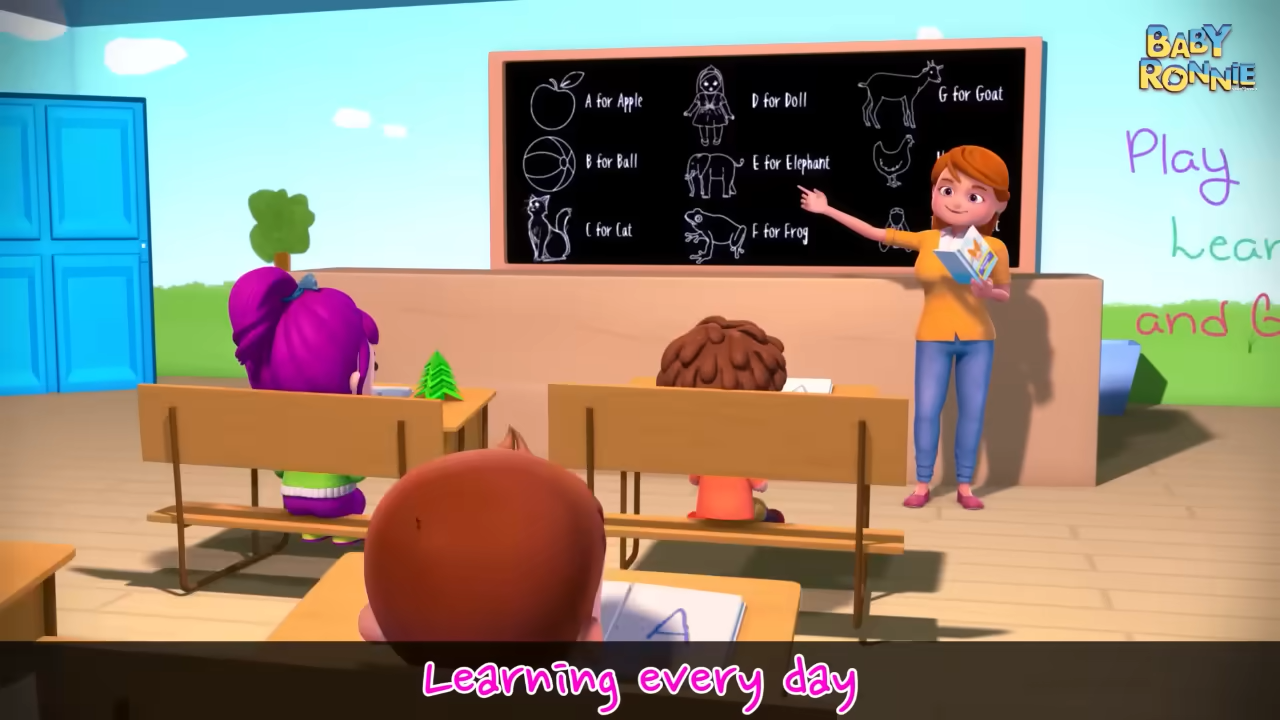 BABY
RONNIE
A for Apple
D for Doll
G for Goat
B for Ball
E for Elephant
C for Cat
F for Frog
Play
Lear
and G
A
Learning every day